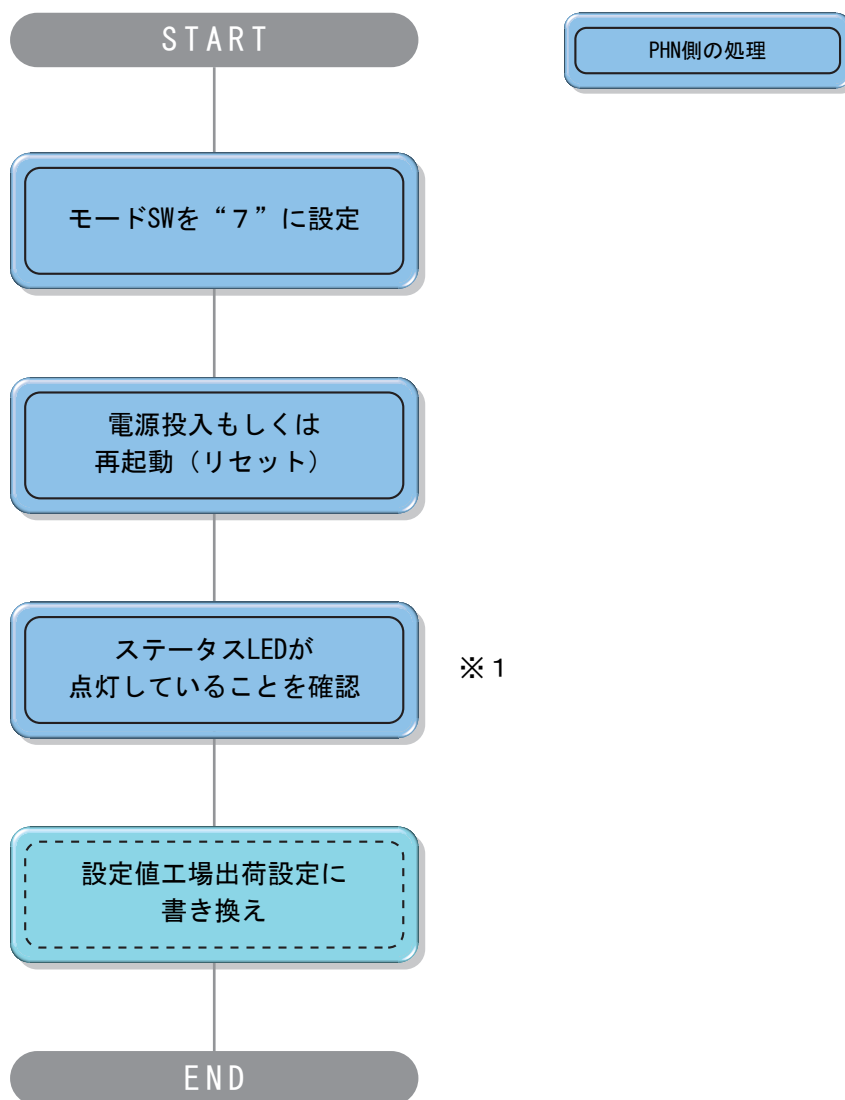 START
PHN側の処理
モードSWを“７”に設定
電源投入もしくは
再起動（リセット）
ステータスLEDが
点灯していることを確認
※１
設定値工場出荷設定に
書き換え
END